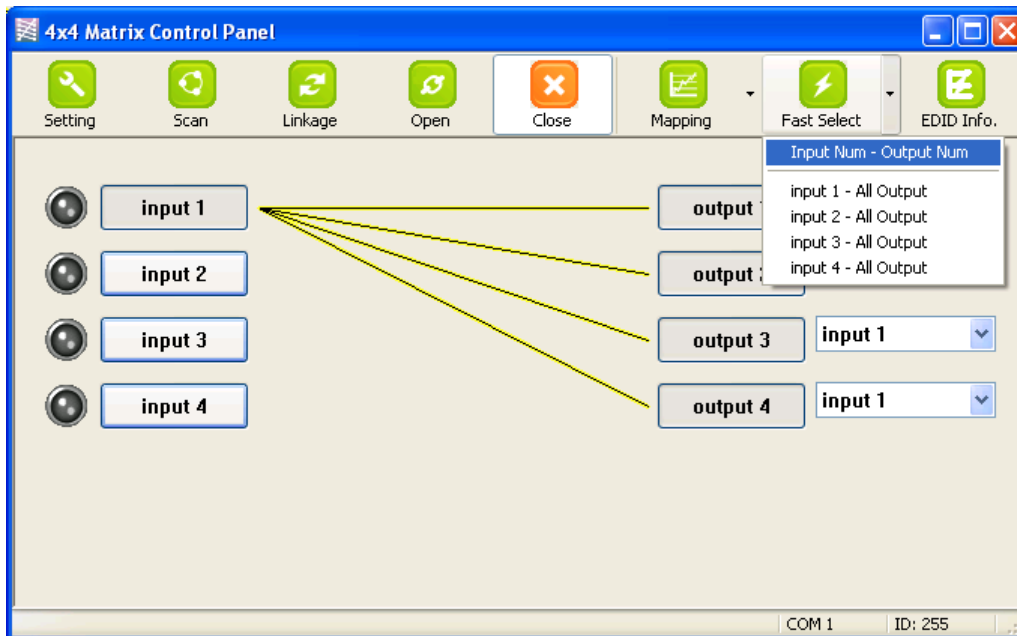 4x4 Matrix Control Panel
Setting Scan Linkage Open Close Mapping Fast Select EDID Info.
Input Num - Output Num
input 1 - All Output
input 2 - All Output
input 3 - All Output
input 4 - All Output
input 1 output
input 2 output
input 3 output 3 input 1
input 4 output 4 input 1
COM 1 ID: 255